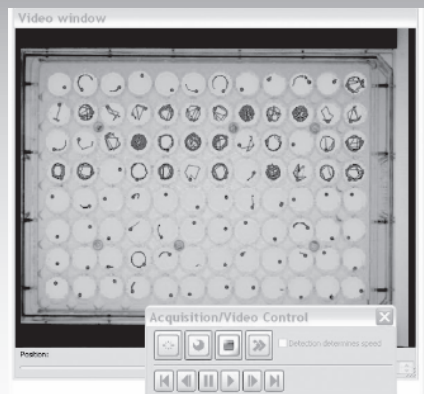 Video window
Position:
Acquisition/Video Control
Detection determines speed